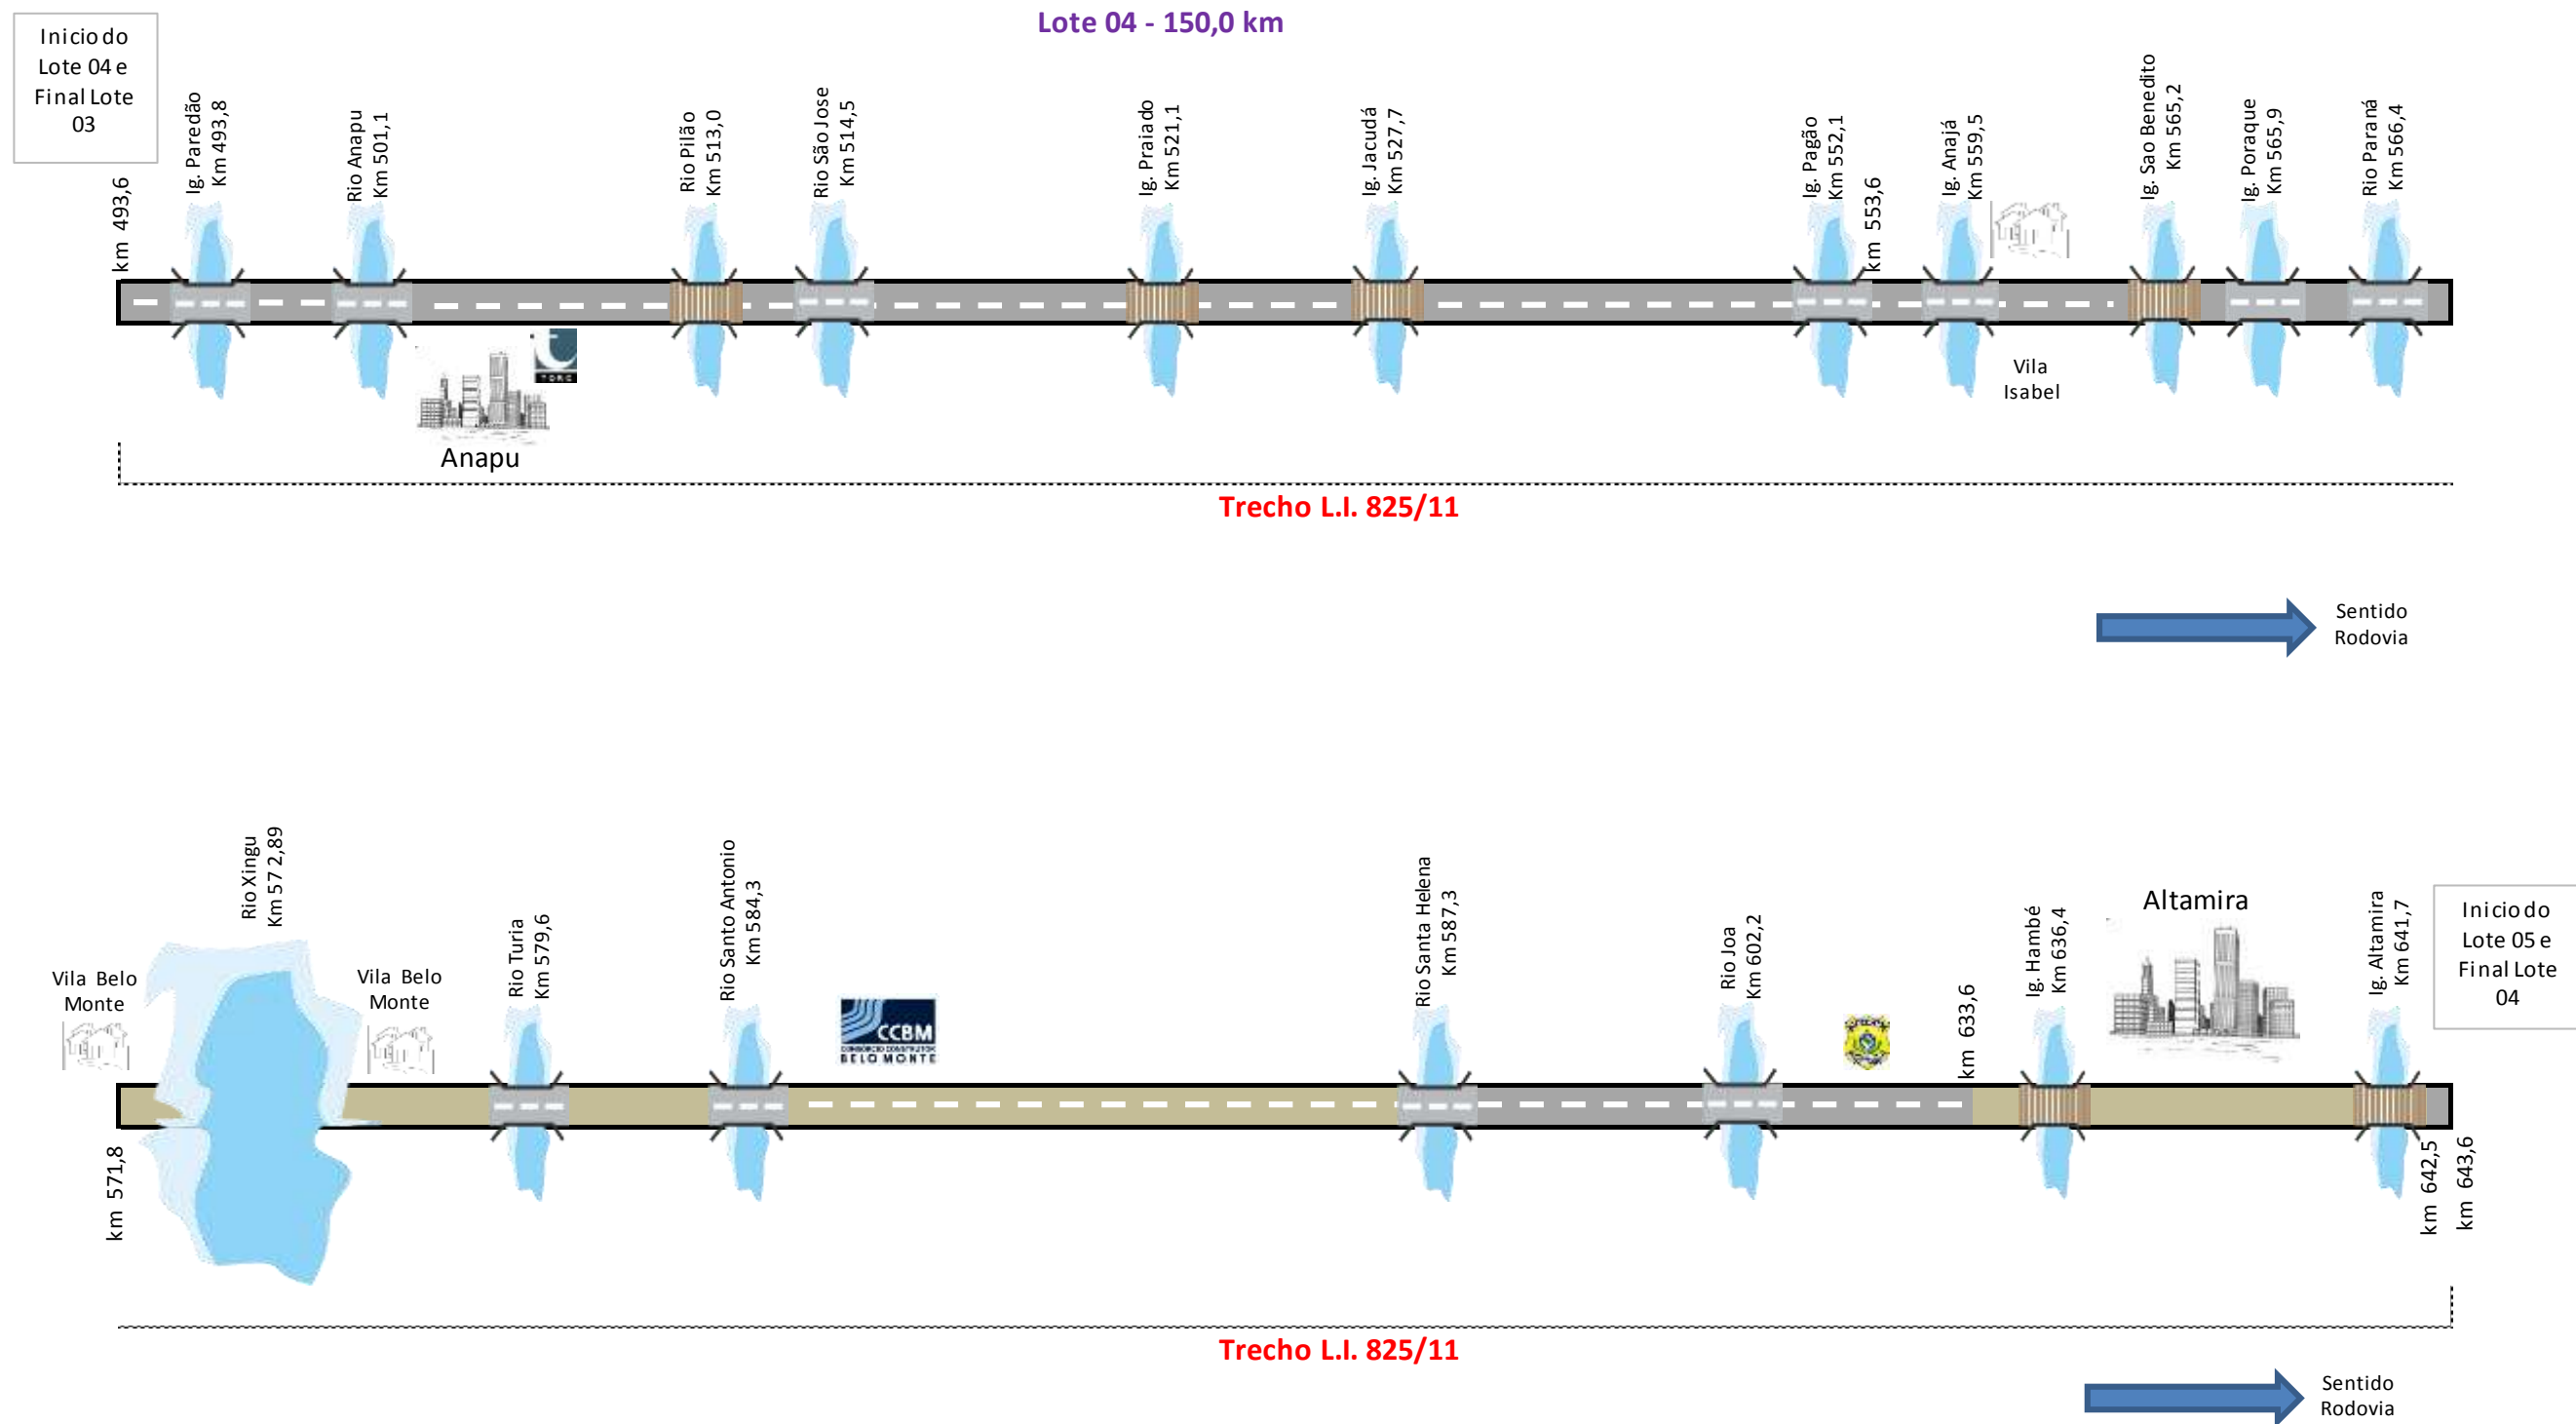 Lote 04 - 150,0 km
Inicio do
Lote 04 e
Final Lote
03
km 493,6
Ig. Paredão
Km 493,8
Rio Anapu
Km 501,1
Rio Pilão
Km 513,0
Rio São Jose
Km 514,5
Ig. Praiado
Km 521,1
Ig. Jacudá
Km 527,7
Ig. Pagão
Km 552,1
km 553,6
Ig. Anajá
Km 559,5
Ig. Sao Benedito
Km 565,2
Ig. Poraque
Km 565,9
Rio Paraná
Km 566,4
TORC
Anapu
Vila
Isabel
Trecho L.I. 825/11
Sentido
Rodovia
Vila Belo
Monte
Rio Xingu
Km 57 2,89
Vila Belo
Monte
Rio Turia
Km 579,6
Rio Santo Antonio
Km 584,3
CCBM
CONSORCIO CONSTRUTOR
BELO MONTE
Rio Santa Helena
Km 587,3
Rio Joa
Km 602,2
km 633,6
Ig. Hambé
Km 636,4
Altamira
Ig. Altamira
Km 641,7
Inicio do
Lote 05 e
Final Lote
04
km 571,8
km 642,5
km 643,6
Trecho L.I. 825/11
Sentido
Rodovia